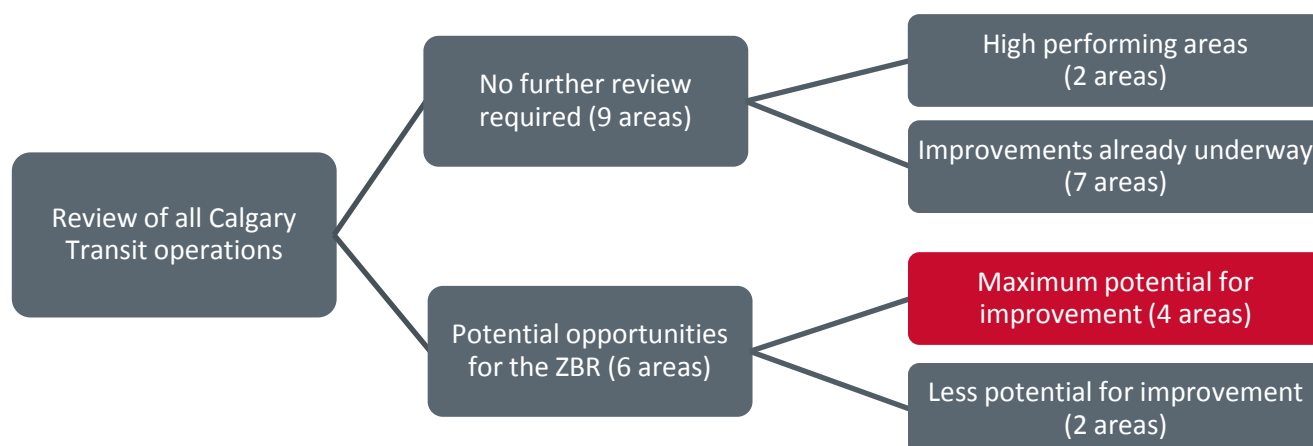 Review of all Calgary
Transit operations
No further review
required (9 areas)
High performing areas
(2 areas)
Improvements already underway
(7 areas)
Potential opportunities
for the ZBR (6 areas)
Maximum potential for
improvement (4 areas)
Less potential for improvement
(2 areas)